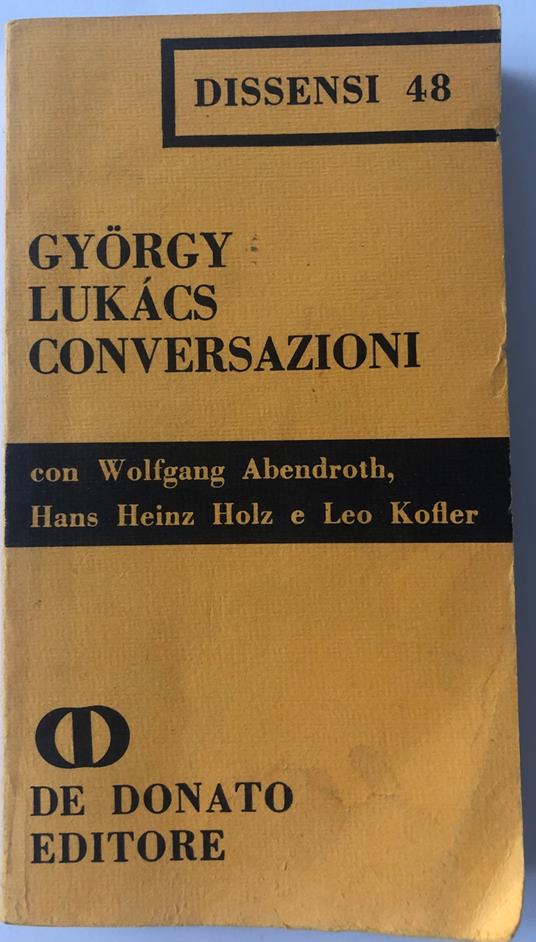 DISSENSI 48
GYÖRGY
LUKÁCS
CONVERSAZIONI
con Wolfgang Abendroth,
Hans Heinz Holz e Leo Kofler
DE DONATO
EDITORE